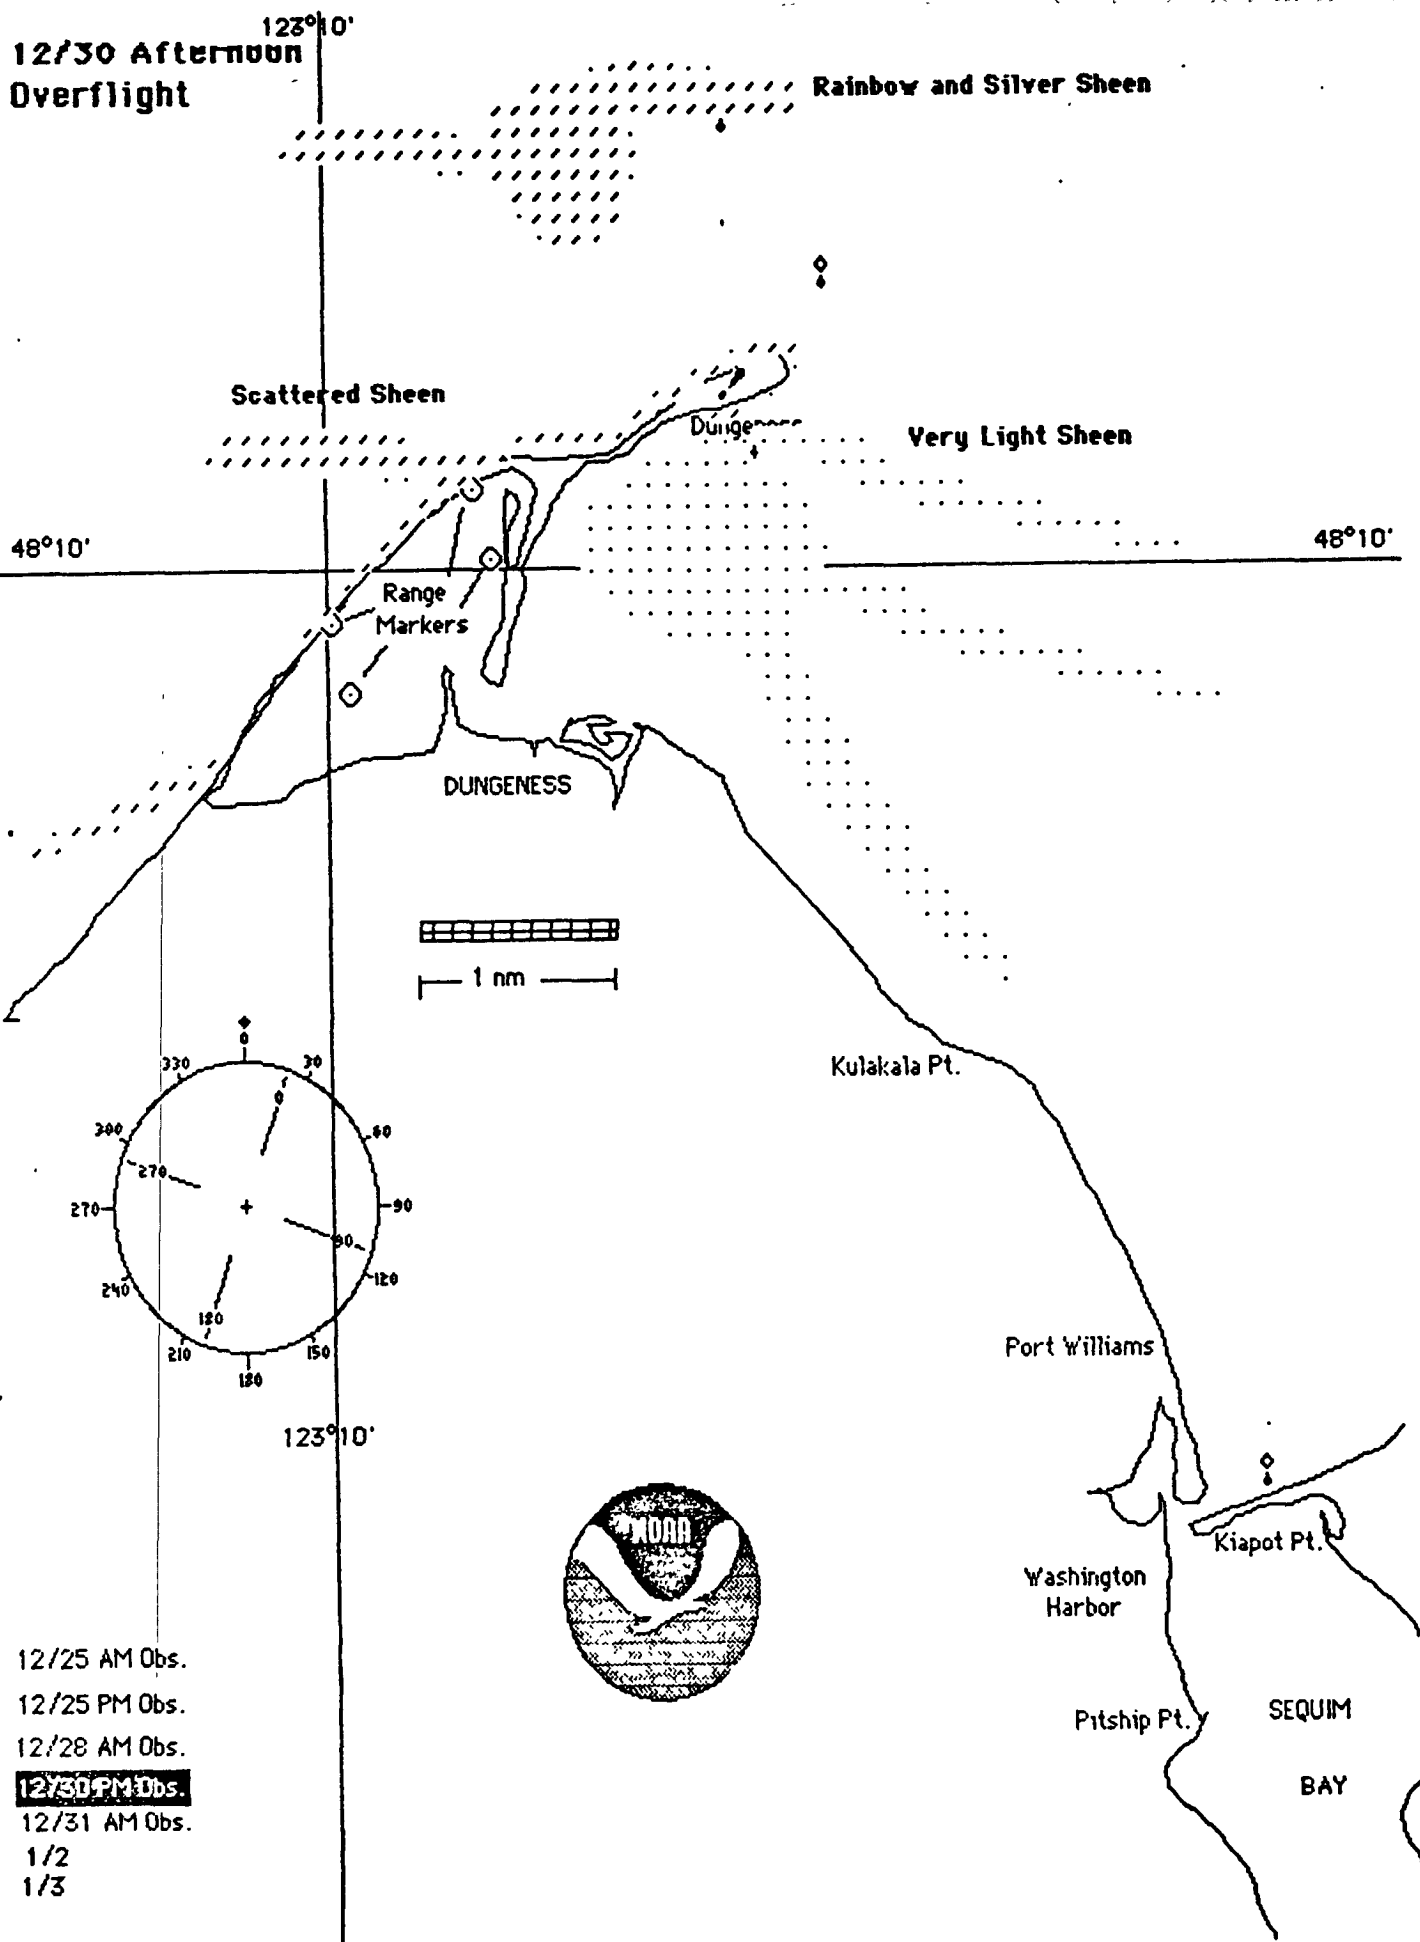 123°10'
12/30 Afternoon
Overflight
Rainbow and Silver Sheen
Scattered Sheen
Very Light Sheen
48°10'
48°10'
Range
Markers
DUNGENESS
1 nm
Kulakala Pt.
0
330
30
0
300
60
270
270
90
90
240
120
180
210
150
180
Port Williams
123°10'
NOAA
Kiapot Pt.
Washington
Harbor
Pitship Pt.
SEQUIM
BAY
12/25 AM Obs.
12/25 PM Obs.
12/28 AM Obs.
12/30 PM Obs.
12/31 AM Obs.
1/2
1/3